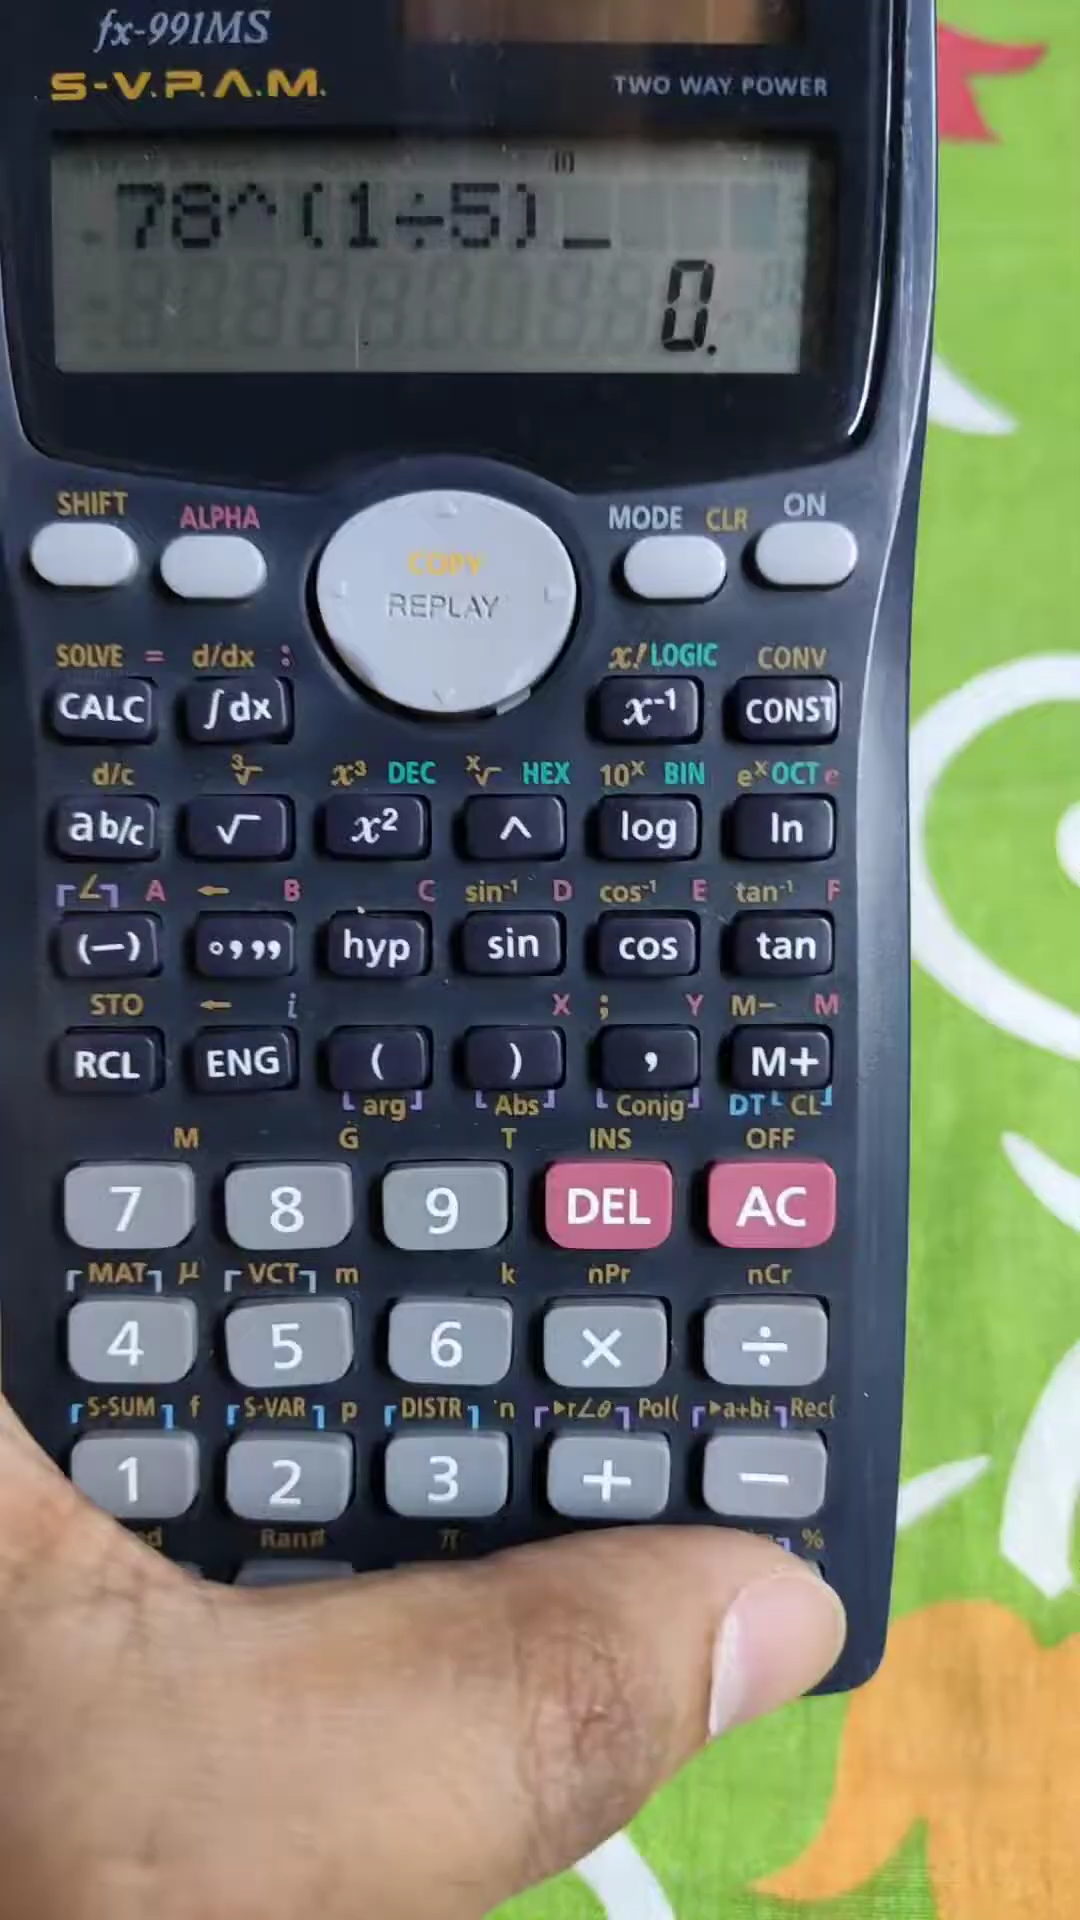 fx-991MS
S-V.P.A.M. TWO WAY POWER
78^(1÷5)_
0.
SHIFT ALPHA MODE CLR ON
COPY
REPLAY
SOLVE = d/dx : x! LOGIC CONV
CALC ∫dx x⁻¹ CONST
d/c ³√ x³ DEC ˣ√ HEX 10ˣ BIN eˣ OCT e
ab/c √ x² ^ log ln
∠ A ← B C sin⁻¹ D cos⁻¹ E tan⁻¹ F
(−) ° ’ ’’ hyp sin cos tan
STO ← i X ; Y M− M
RCL ENG ( ) , M+
arg Abs Conjg DT CL
M G T INS OFF
7 8 9 DEL AC
MAT µ VCT m k nPr nCr
4 5 6 × ÷
S-SUM f S-VAR p DISTR n ▸r∠θ Pol( ▸a+bi Rec(
1 2 3 + −
Ran# π %